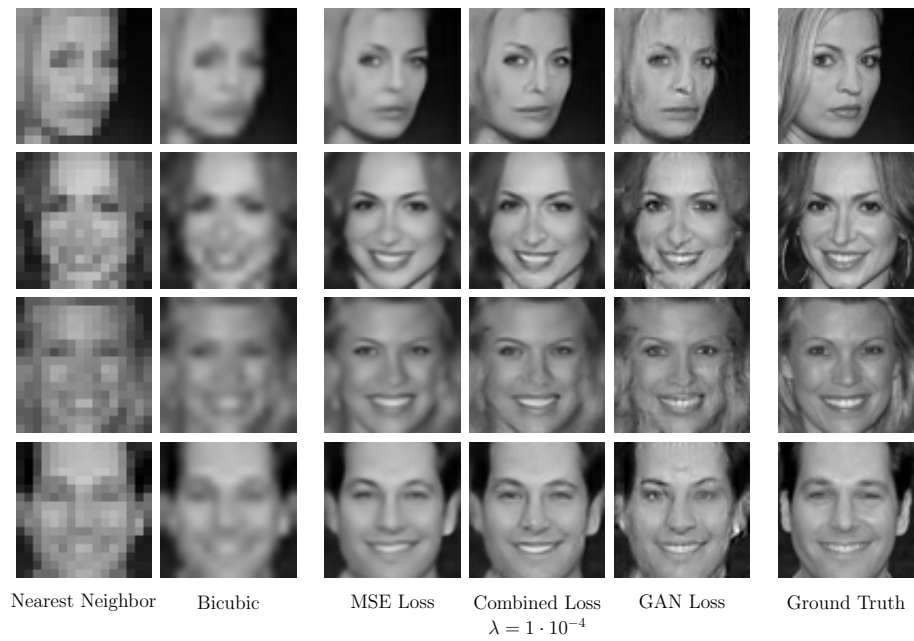 Nearest Neighbor
Bicubic
MSE Loss
Combined Loss
λ = 1 · 10⁻⁴
GAN Loss
Ground Truth